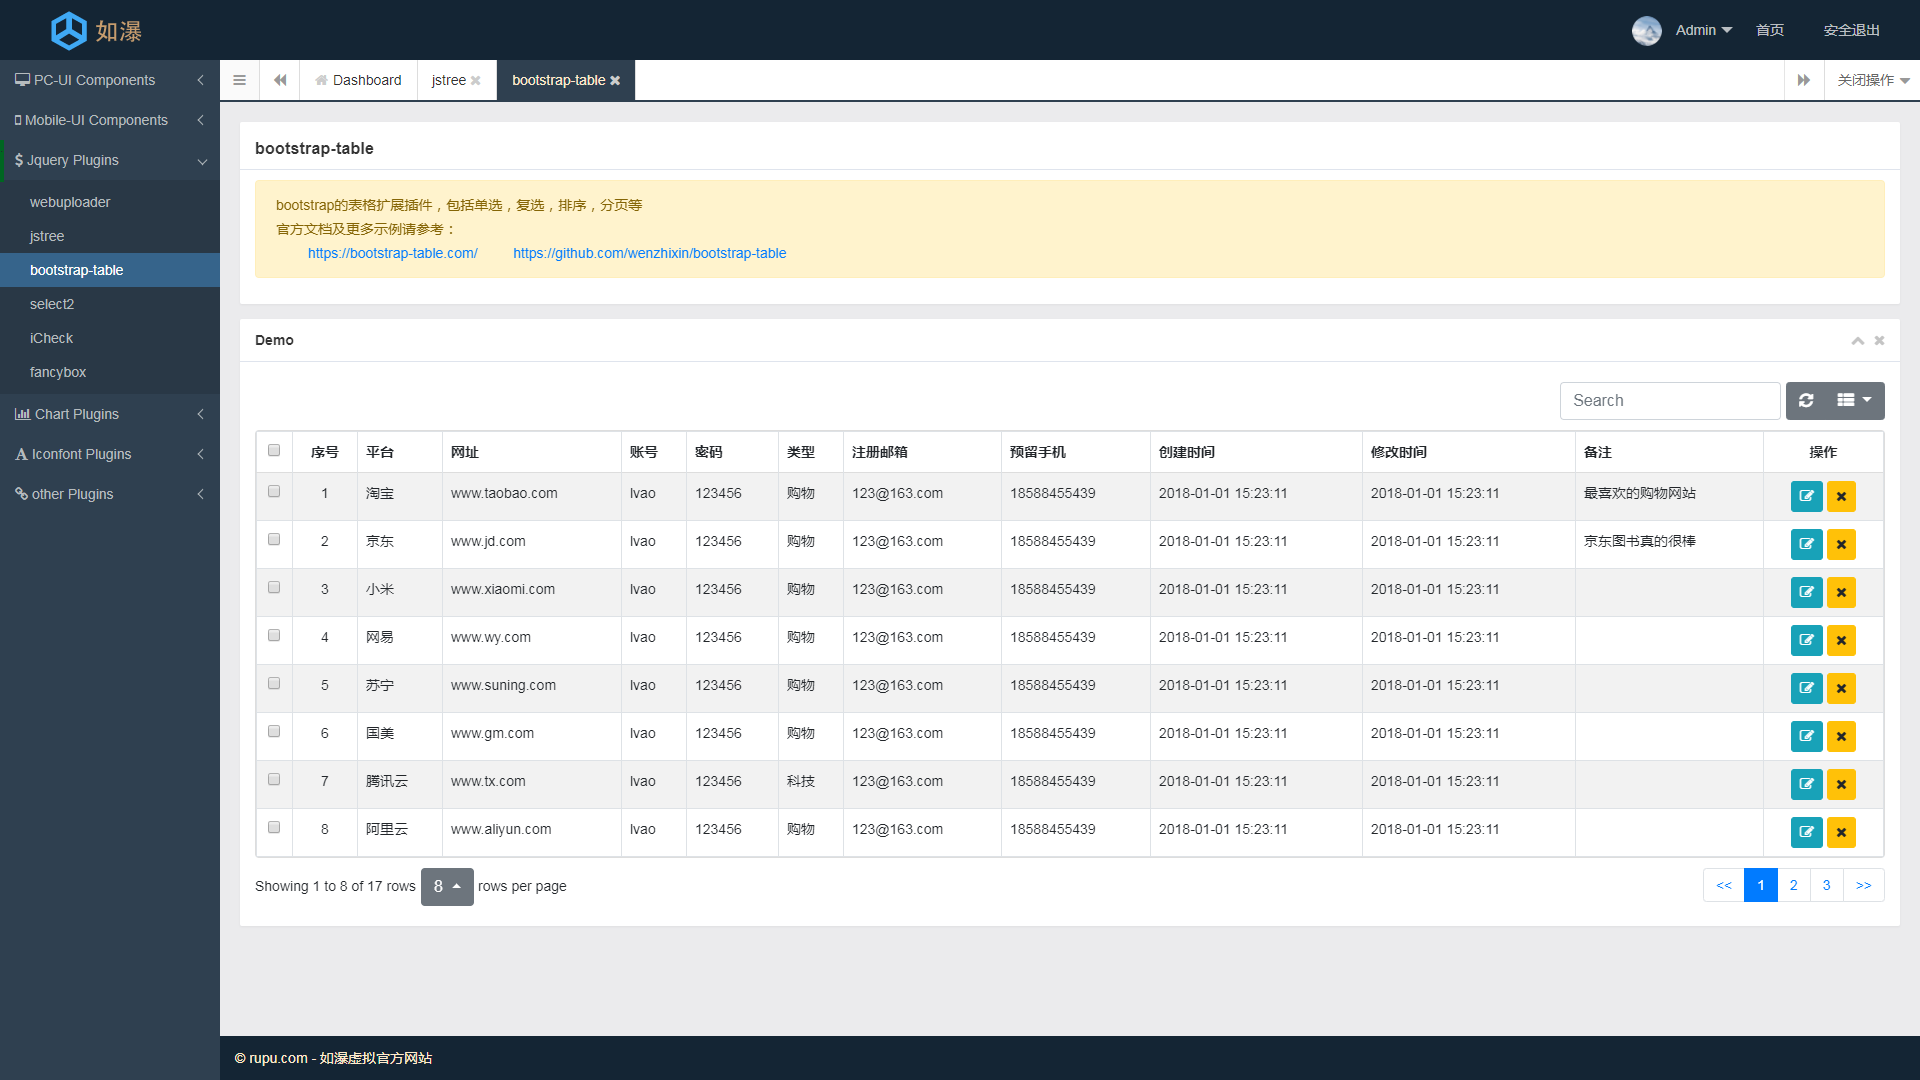 如瀑
Admin 首页 安全退出
PC-UI Components
Mobile-UI Components
Jquery Plugins
webuploader
jstree
bootstrap-table
select2
iCheck
fancybox
Chart Plugins
Iconfont Plugins
other Plugins
Dashboard jstree bootstrap-table 关闭操作
bootstrap-table
bootstrap的表格扩展插件，包括单选，复选，排序，分页等
官方文档及更多示例请参考：
https://bootstrap-table.com/ https://github.com/wenzhixin/bootstrap-table
Demo
Search
序号 平台 网址 账号 密码 类型 注册邮箱 预留手机 创建时间 修改时间 备注 操作
1 淘宝 www.taobao.com lvao 123456 购物 123@163.com 18588455439 2018-01-01 15:23:11 2018-01-01 15:23:11 最喜欢的购物网站
2 京东 www.jd.com lvao 123456 购物 123@163.com 18588455439 2018-01-01 15:23:11 2018-01-01 15:23:11 京东图书真的很棒
3 小米 www.xiaomi.com lvao 123456 购物 123@163.com 18588455439 2018-01-01 15:23:11 2018-01-01 15:23:11
4 网易 www.wy.com lvao 123456 购物 123@163.com 18588455439 2018-01-01 15:23:11 2018-01-01 15:23:11
5 苏宁 www.suning.com lvao 123456 购物 123@163.com 18588455439 2018-01-01 15:23:11 2018-01-01 15:23:11
6 国美 www.gm.com lvao 123456 购物 123@163.com 18588455439 2018-01-01 15:23:11 2018-01-01 15:23:11
7 腾讯云 www.tx.com lvao 123456 科技 123@163.com 18588455439 2018-01-01 15:23:11 2018-01-01 15:23:11
8 阿里云 www.aliyun.com lvao 123456 购物 123@163.com 18588455439 2018-01-01 15:23:11 2018-01-01 15:23:11
Showing 1 to 8 of 17 rows 8 rows per page << 1 2 3 >>
© rupu.com - 如瀑虚拟官方网站